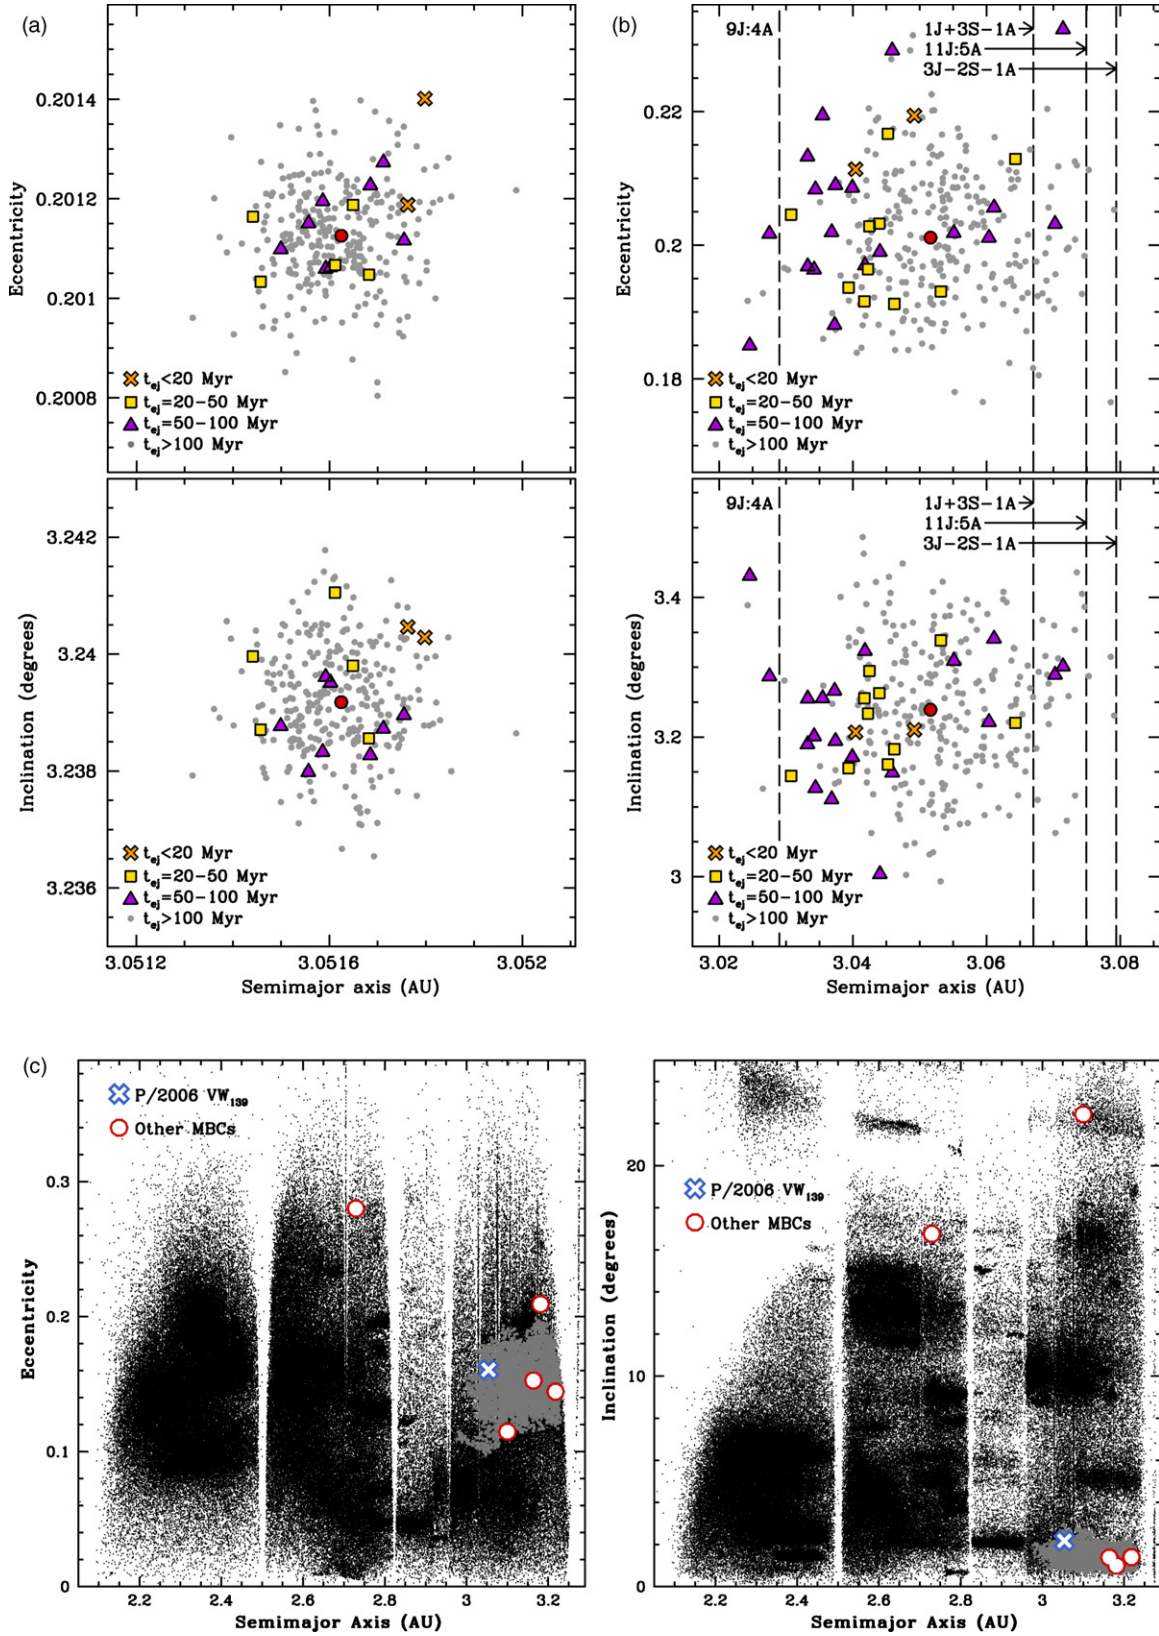 (a)
0.2014
0.2012
0.201
0.2008
Eccentricity
t_ej<20 Myr
t_ej=20-50 Myr
t_ej=50-100 Myr
t_ej>100 Myr
3.242
3.24
3.238
3.236
Inclination (degrees)
t_ej<20 Myr
t_ej=20-50 Myr
t_ej=50-100 Myr
t_ej>100 Myr
3.0512 3.0516 3.052
Semimajor axis (AU)
(b)
9J:4A
1J+3S-1A
11J:5A
3J-2S-1A
0.22
0.2
0.18
Eccentricity
t_ej<20 Myr
t_ej=20-50 Myr
t_ej=50-100 Myr
t_ej>100 Myr
9J:4A
1J+3S-1A
11J:5A
3J-2S-1A
3.4
3.2
3
Inclination (degrees)
t_ej<20 Myr
t_ej=20-50 Myr
t_ej=50-100 Myr
t_ej>100 Myr
3.02 3.04 3.06 3.08
Semimajor axis (AU)
(c)
P/2006 VW139
Other MBCs
0.3
0.2
0.1
0
Eccentricity
2.2 2.4 2.6 2.8 3 3.2
Semimajor Axis (AU)
P/2006 VW139
Other MBCs
20
10
0
Inclination (degrees)
2.2 2.4 2.6 2.8 3 3.2
Semimajor Axis (AU)